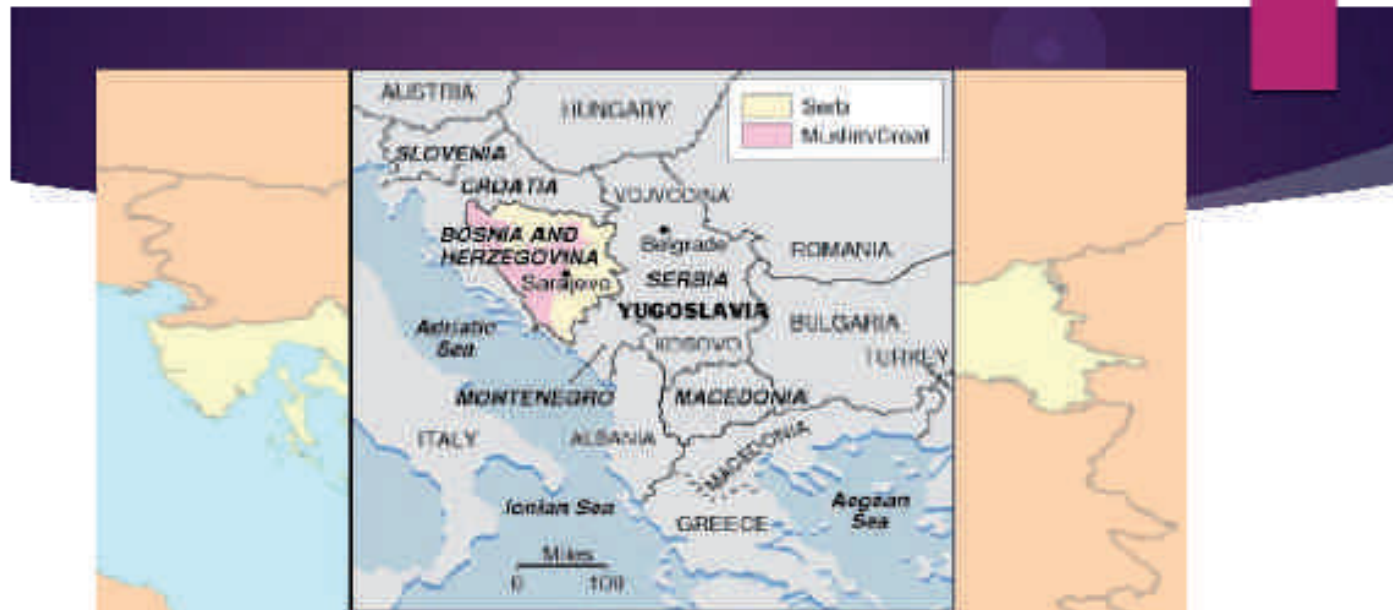 AUSTRIA
HUNGARY
Serb
Muslim/Croat
SLOVENIA
CROATIA
VOJVODINA
BOSNIA AND
HERZEGOVINA
Belgrade
ROMANIA
Sarajevo
SERBIA
YUGOSLAVIA
BULGARIA
Adriatic
Sea
KOSOVO
TURKEY
MONTENEGRO
MACEDONIA
ITALY
ALBANIA
MACEDONIA
Ionian Sea
Aegean
Sea
GREECE
Miles
0 100